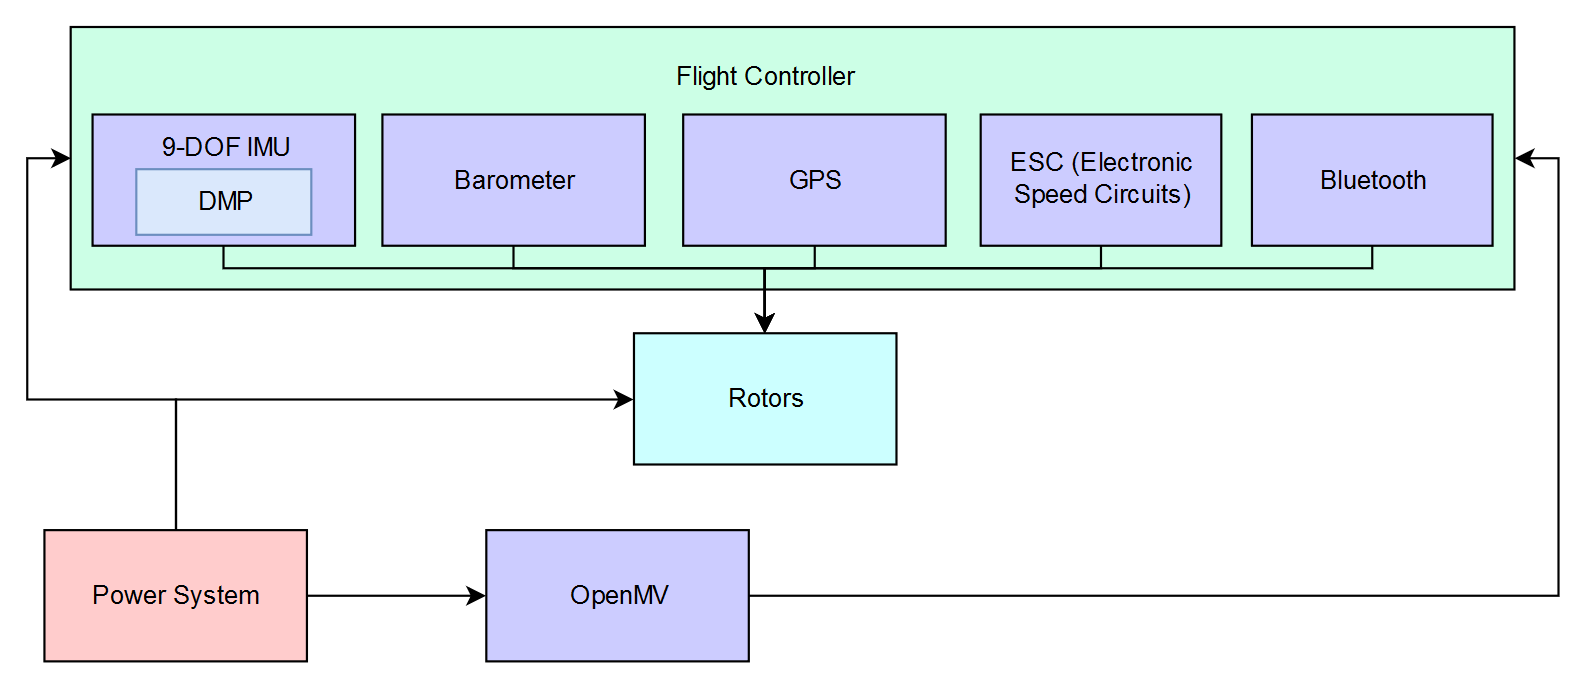 Flight Controller
9-DOF IMU
DMP
Barometer
GPS
ESC (Electronic
Speed Circuits)
Bluetooth
Rotors
Power System
OpenMV